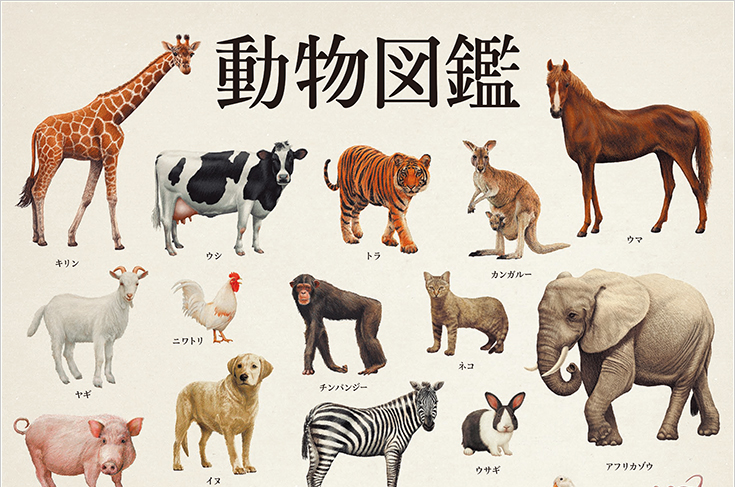 動物図鑑
キリン
ウシ
トラ
カンガルー
ウマ
ヤギ
ニワトリ
チンパンジー
ネコ
アフリカゾウ
イヌ
ウサギ